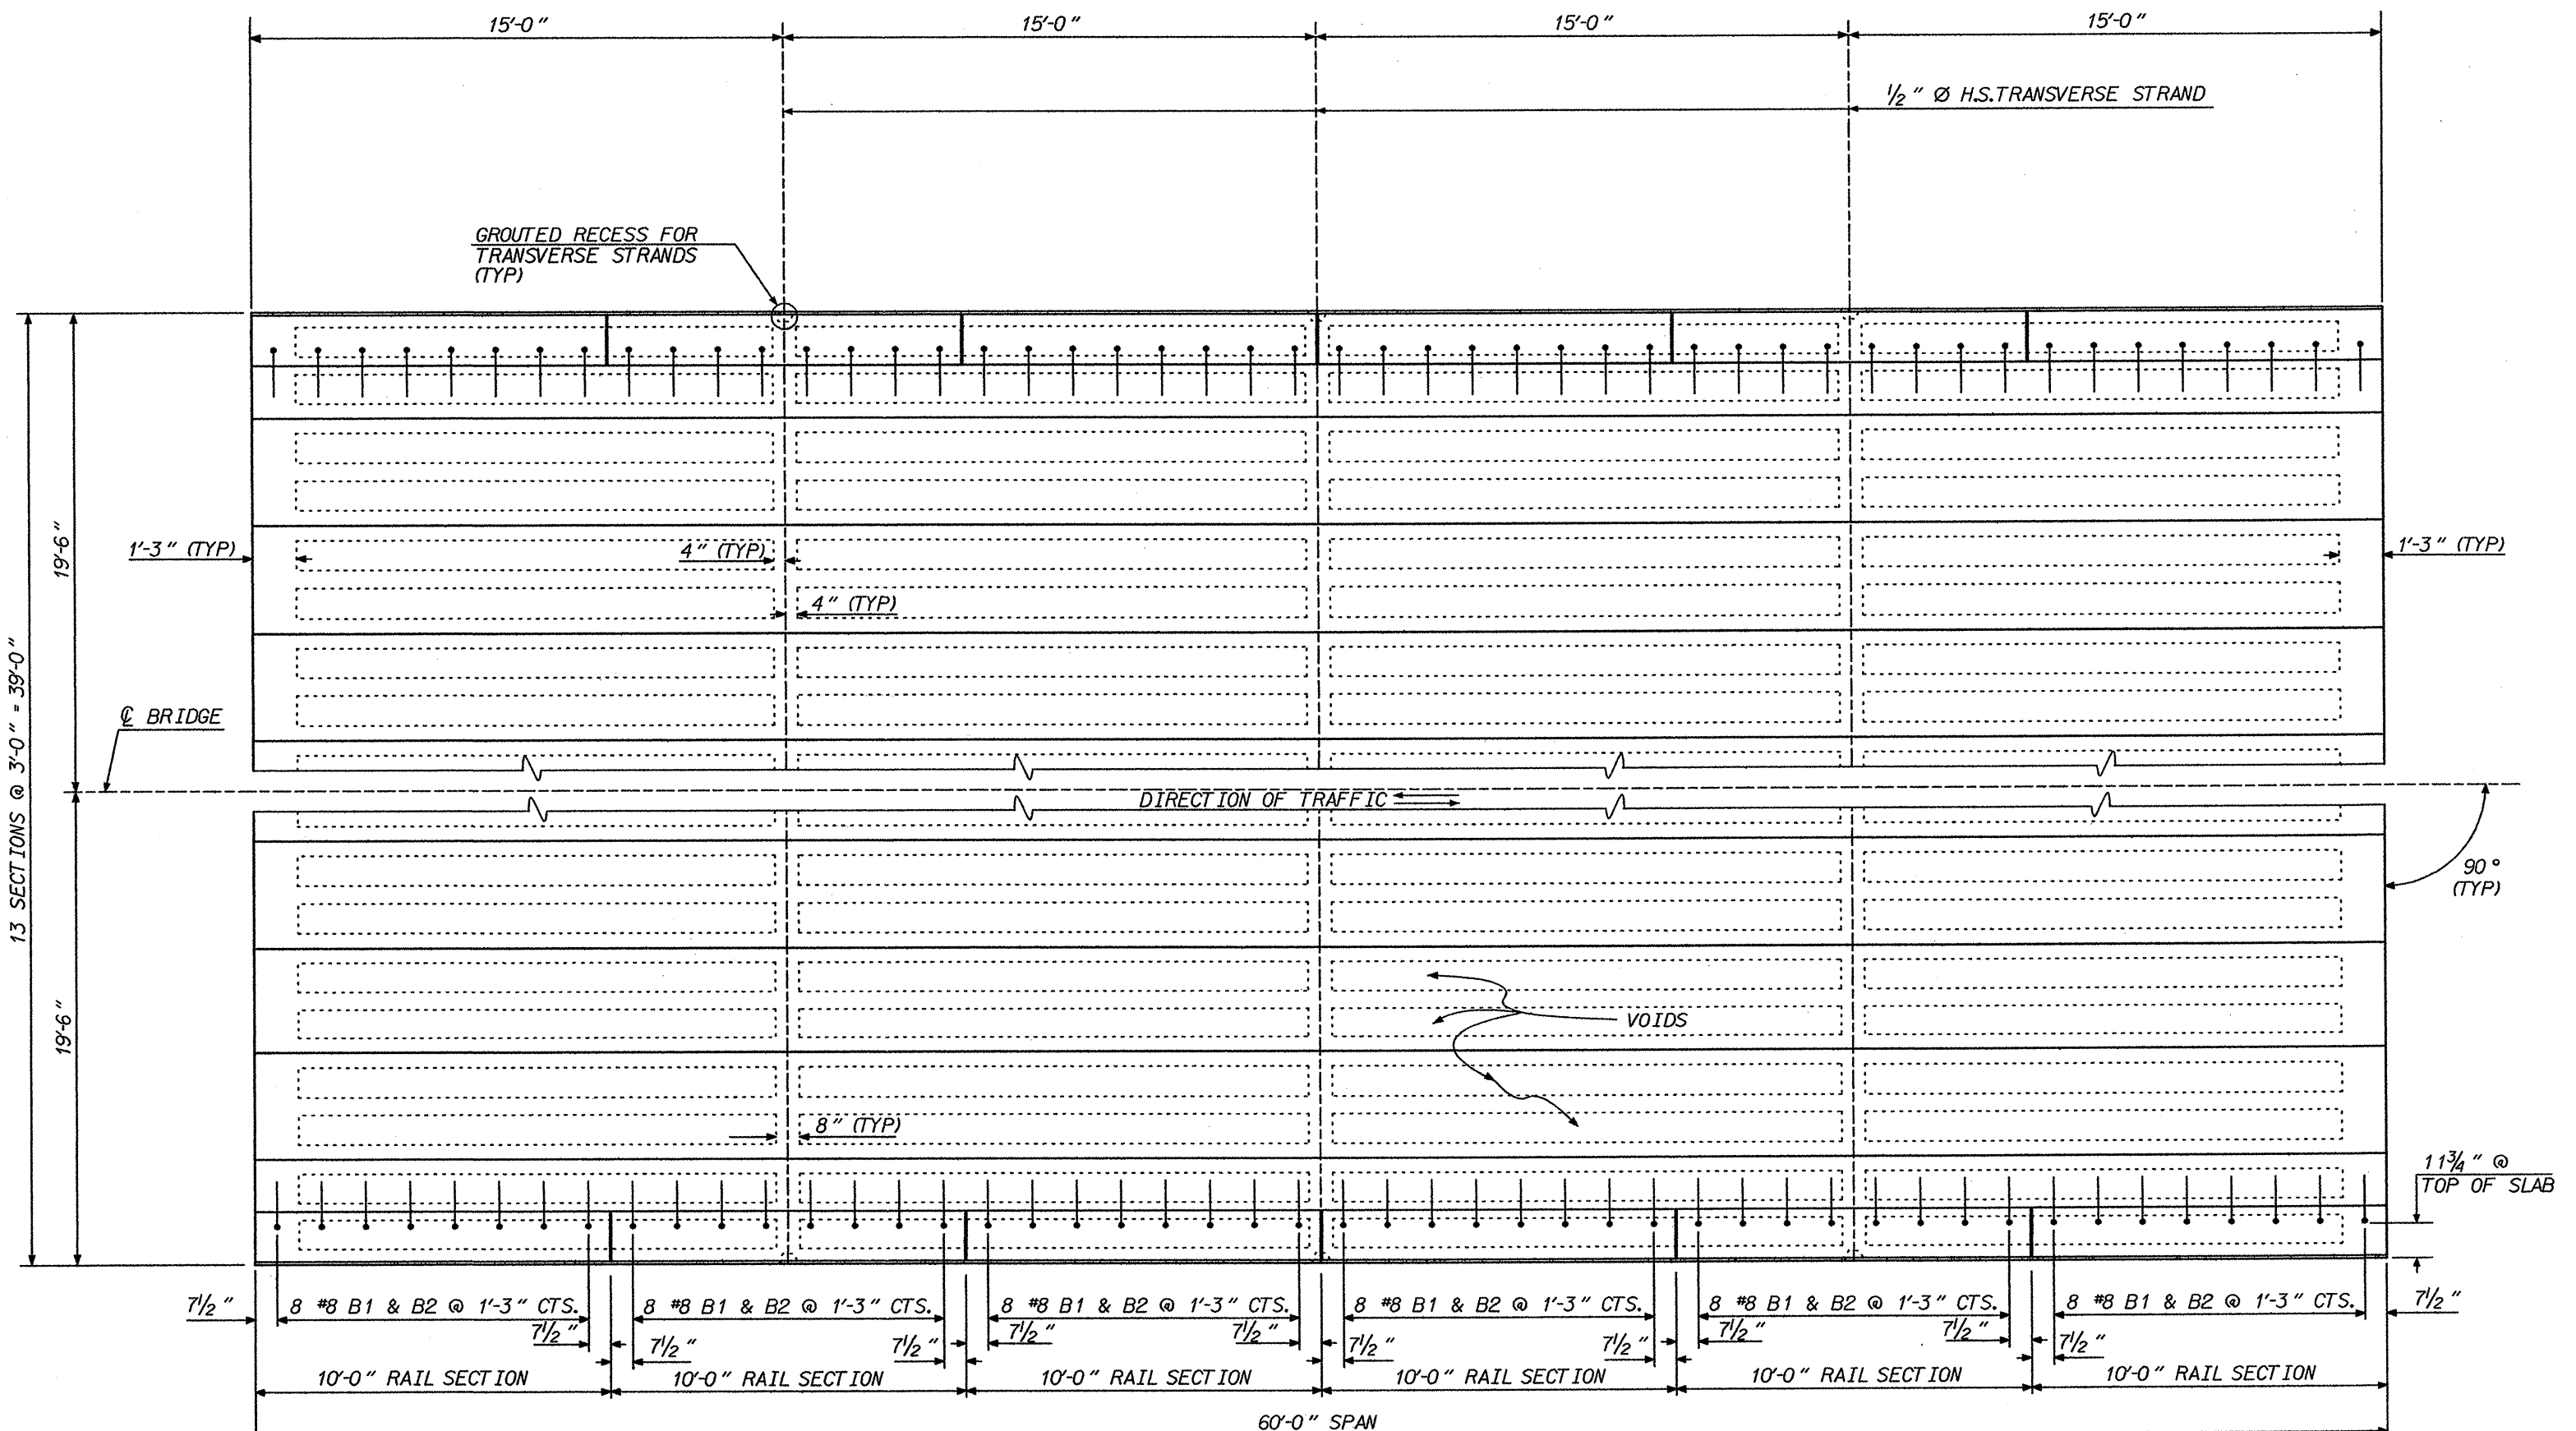 15'-0"
15'-0"
15'-0"
15'-0"
1/2" Ø H.S.TRANSVERSE STRAND
GROUTED RECESS FOR
TRANSVERSE STRANDS
(TYP)
13 SECTIONS @ 3'-0" = 39'-0"
19'-6"
1'-3" (TYP)
4" (TYP)
1'-3" (TYP)
4" (TYP)
℄ BRIDGE
DIRECTION OF TRAFFIC
90°
(TYP)
19'-6"
VOIDS
8" (TYP)
11 3/4" @
TOP OF SLAB
7 1/2"
8 #8 B1 & B2 @ 1'-3" CTS.
8 #8 B1 & B2 @ 1'-3" CTS.
8 #8 B1 & B2 @ 1'-3" CTS.
8 #8 B1 & B2 @ 1'-3" CTS.
8 #8 B1 & B2 @ 1'-3" CTS.
8 #8 B1 & B2 @ 1'-3" CTS.
7 1/2"
7 1/2"
7 1/2"
7 1/2"
7 1/2"
7 1/2"
7 1/2"
7 1/2"
7 1/2"
7 1/2"
7 1/2"
10'-0" RAIL SECTION
10'-0" RAIL SECTION
10'-0" RAIL SECTION
10'-0" RAIL SECTION
10'-0" RAIL SECTION
10'-0" RAIL SECTION
60'-0" SPAN